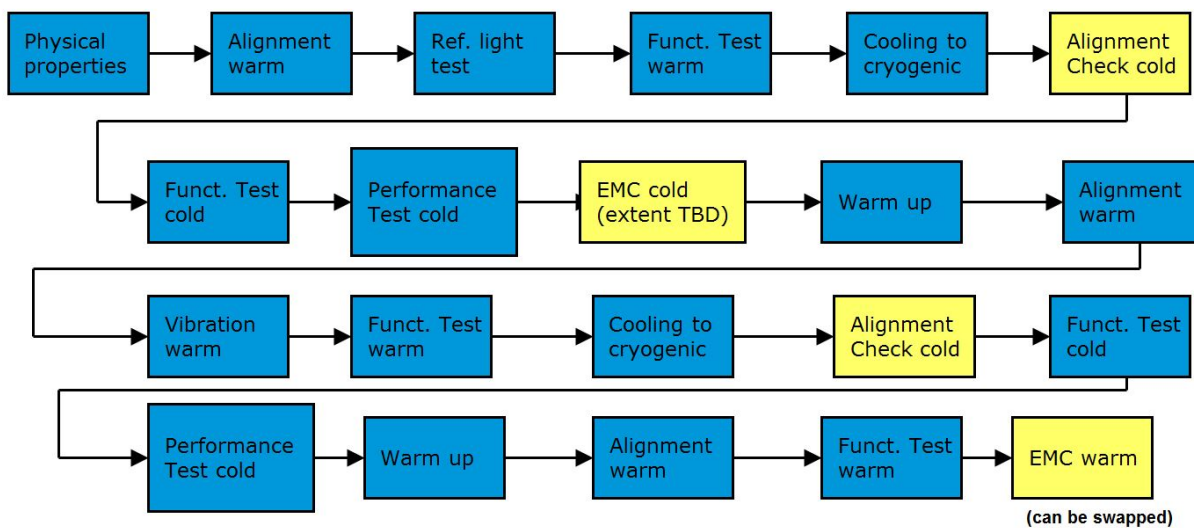 Physical
properties
Alignment
warm
Ref. light
test
Funct. Test
warm
Cooling to
cryogenic
Alignment
Check cold
Funct. Test
cold
Performance
Test cold
EMC cold
(extent TBD)
Warm up
Alignment
warm
Vibration
warm
Funct. Test
warm
Cooling to
cryogenic
Alignment
Check cold
Funct. Test
cold
Performance
Test cold
Warm up
Alignment
warm
Funct. Test
warm
EMC warm
(can be swapped)